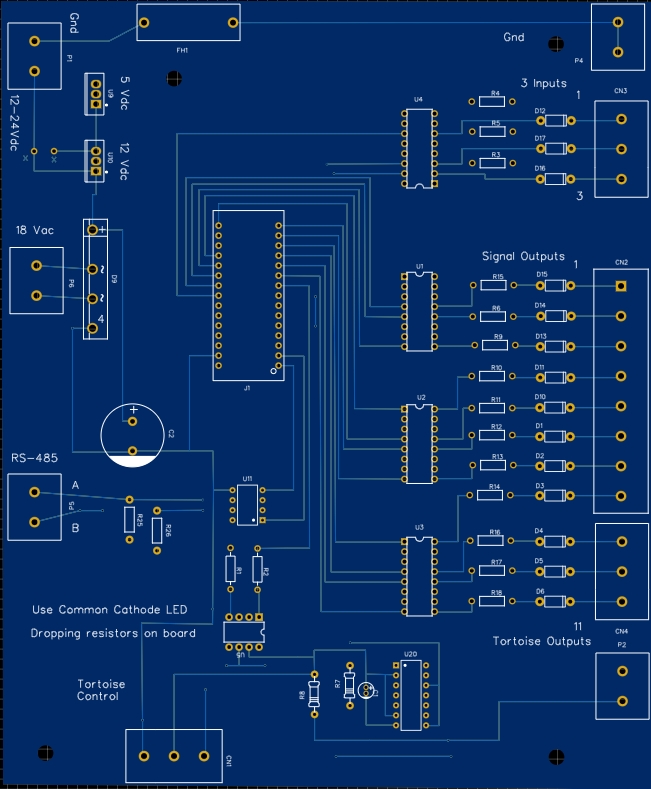 Gnd
P1
FH1
Gnd
P4
12-24Vdc
5 Vdc
U9
12 Vdc
U10
x x
3 Inputs
1
CN3
3
U4
R4
R5
R3
D12
D17
D16
18 Vac
P6
+
~
~
4
D9
J1
Signal Outputs
1
CN2
U1
R15
R6
R9
D15
D14
D13
U2
R10
R11
R12
R13
R14
D11
D10
D1
D2
D3
+
C2
RS-485
A
B
P5
R25
R26
U11
U3
R16
R17
R18
D4
D5
D6
11
CN4
R1
R2
Use Common Cathode LED
Dropping resistors on board
Tortoise Outputs
P2
U20
R8
R7
+
Tortoise
Control
CN1